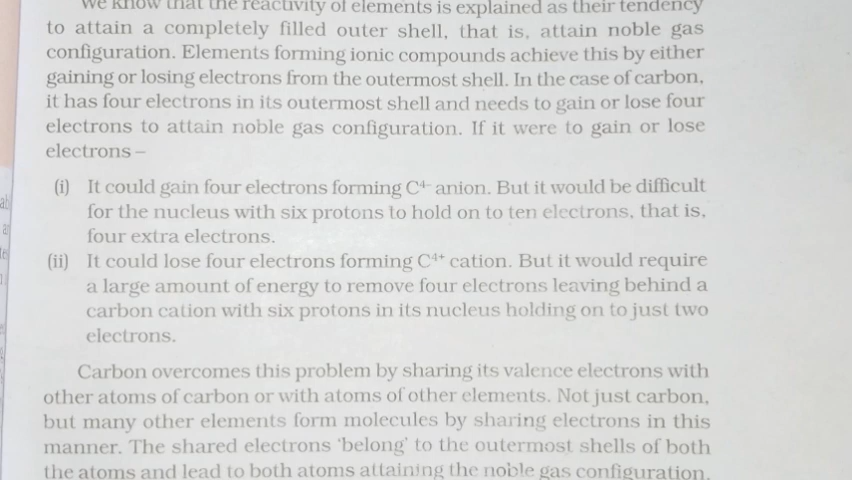 We know that the reactivity of elements is explained as their tendency
to attain a completely filled outer shell, that is, attain noble gas
configuration. Elements forming ionic compounds achieve this by either
gaining or losing electrons from the outermost shell. In the case of carbon,
it has four electrons in its outermost shell and needs to gain or lose four
electrons to attain noble gas configuration. If it were to gain or lose
electrons –
(i) It could gain four electrons forming C⁴⁻ anion. But it would be difficult
for the nucleus with six protons to hold on to ten electrons, that is,
four extra electrons.
(ii) It could lose four electrons forming C⁴⁺ cation. But it would require
a large amount of energy to remove four electrons leaving behind a
carbon cation with six protons in its nucleus holding on to just two
electrons.
Carbon overcomes this problem by sharing its valence electrons with
other atoms of carbon or with atoms of other elements. Not just carbon,
but many other elements form molecules by sharing electrons in this
manner. The shared electrons ‘belong’ to the outermost shells of both
the atoms and lead to both atoms attaining the noble gas configuration.